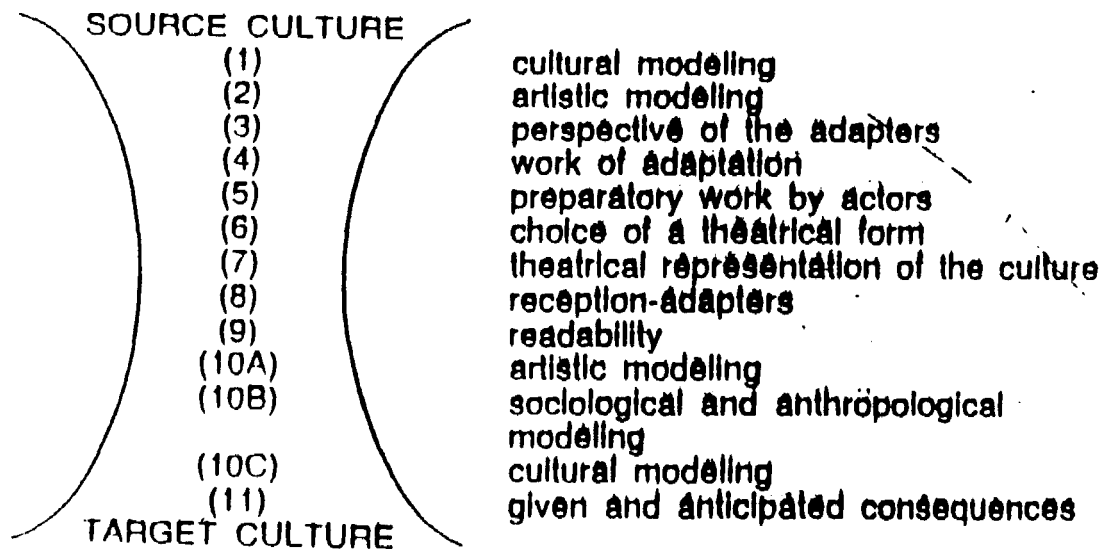 SOURCE CULTURE
(1) cultural modeling
(2) artistic modeling
(3) perspective of the adapters
(4) work of adaptation
(5) preparatory work by actors
(6) choice of a theatrical form
(7) theatrical representation of the culture
(8) reception-adapters
(9) readability
(10A) artistic modeling
(10B) sociological and anthropological
modeling
(10C) cultural modeling
(11) given and anticipated consequences
TARGET CULTURE